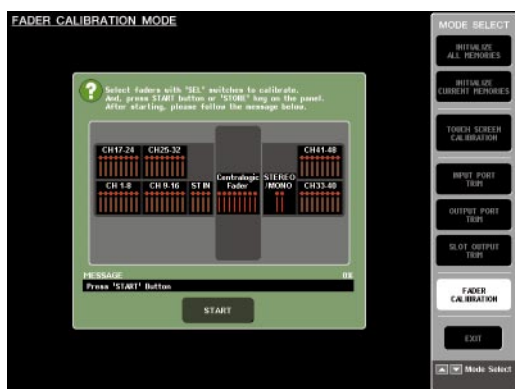 FADER CALIBRATION MODE
Select faders with "SEL" switches to calibrate.
And, press START button or "STORE" key on the panel.
After starting, please follow the message below.
CH17-24 CH25-32 CH41-48
CH 1-8 CH 9-16 ST IN Centralogic Fader STEREO /MONO CH33-40
MESSAGE 0%
Press 'START' Button
START
MODE SELECT
INITIALIZE
ALL MEMORIES
INITIALIZE
CURRENT MEMORIES
TOUCH SCREEN
CALIBRATION
INPUT PORT
TRIM
OUTPUT PORT
TRIM
SLOT OUTPUT
TRIM
FADER
CALIBRATION
EXIT
Mode Select